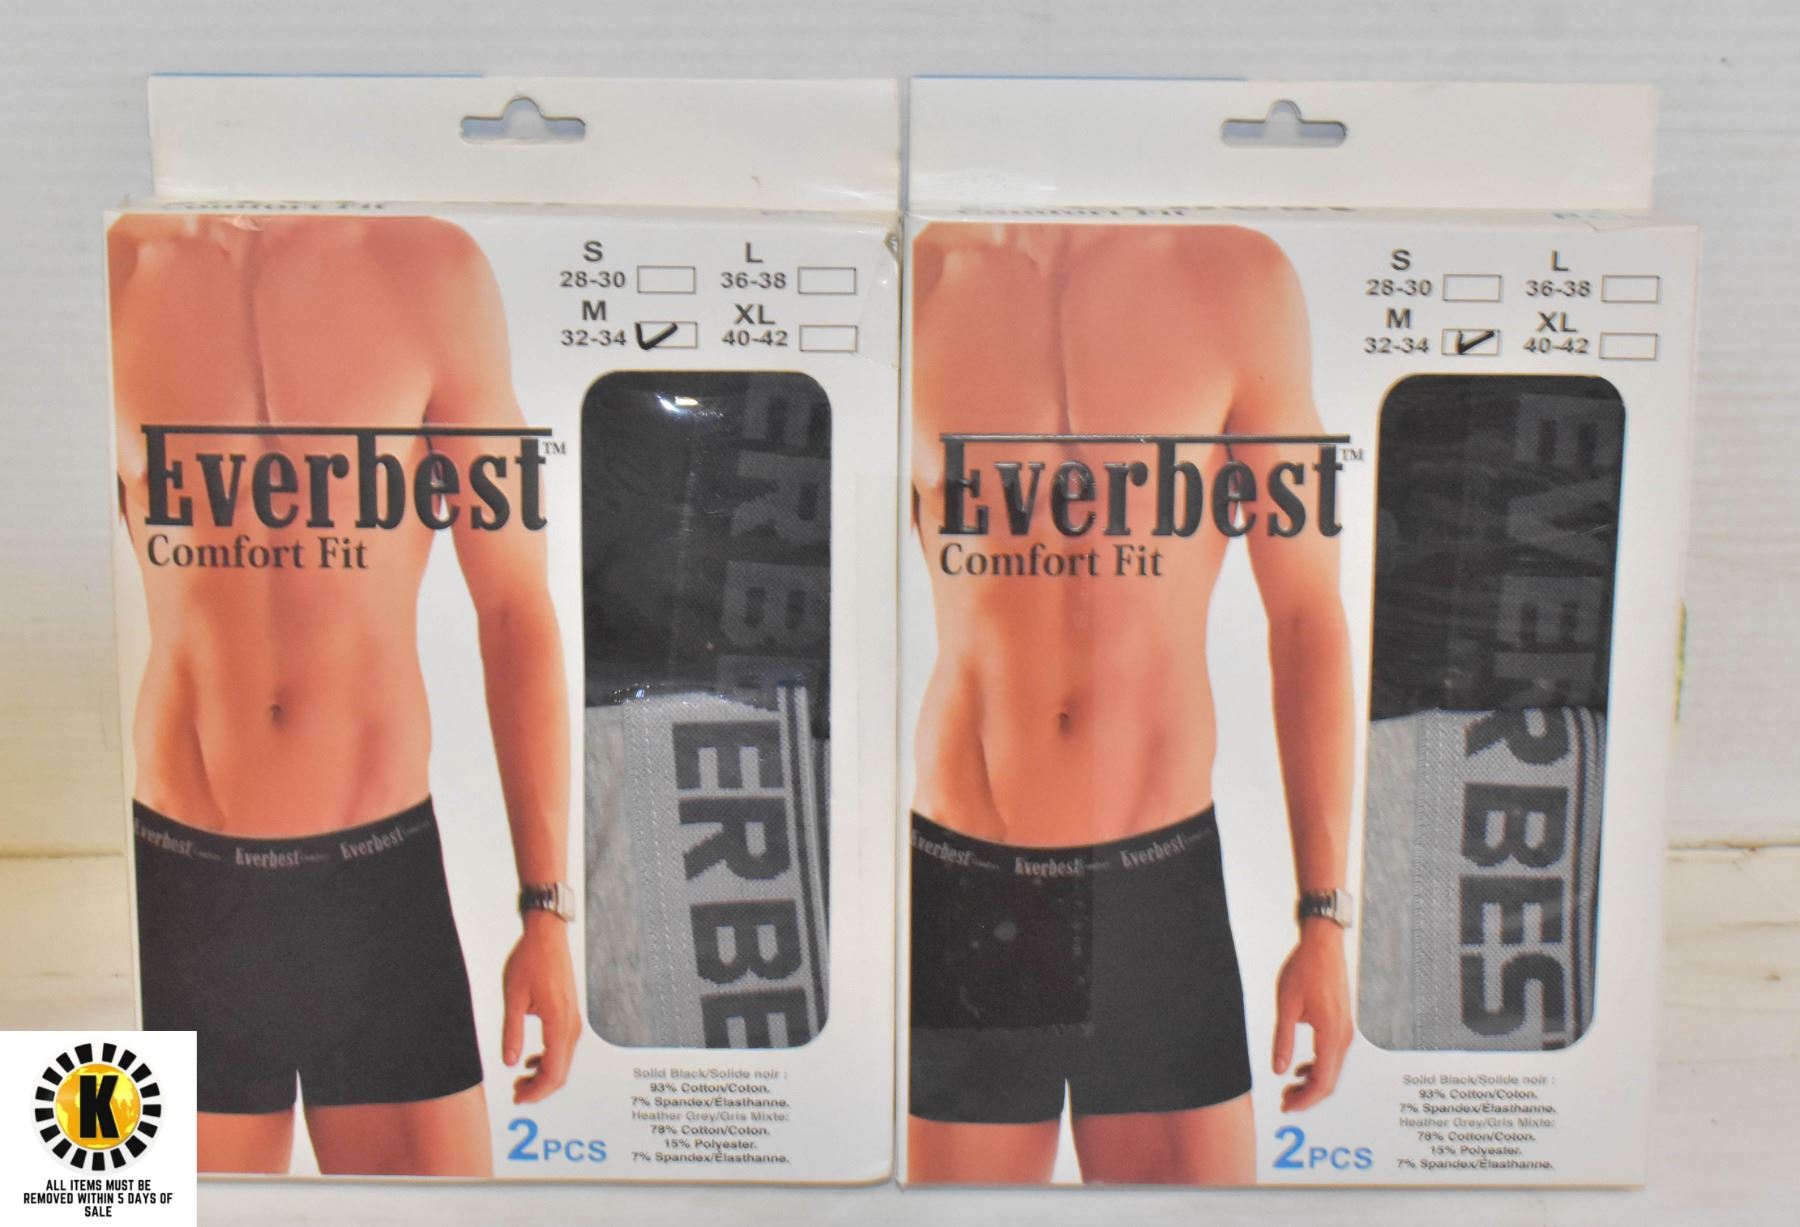 Comfort Fit
S L
28-30 36-38
M XL
32-34 40-42
Everbest™
Comfort Fit
ERBE
ERBE
Everbest Everbest Everbest
2PCS
Solid Black/Solide noir :
93% Cotton/Coton.
7% Spandex/Élasthanne.
Heather Grey/Gris Mixte:
78% Cotton/Coton.
15% Polyester.
7% Spandex/Élasthanne.
Comfort Fit
S L
28-30 36-38
M XL
32-34 40-42
Everbest™
Comfort Fit
EVER
RBEST
Everbest Everbest Everbest
2PCS
Solid Black/Solide noir :
93% Cotton/Coton.
7% Spandex/Élasthanne.
Heather Grey/Gris Mixte:
78% Cotton/Coton.
15% Polyester.
7% Spandex/Élasthanne.
K
ALL ITEMS MUST BE
REMOVED WITHIN 5 DAYS OF
SALE